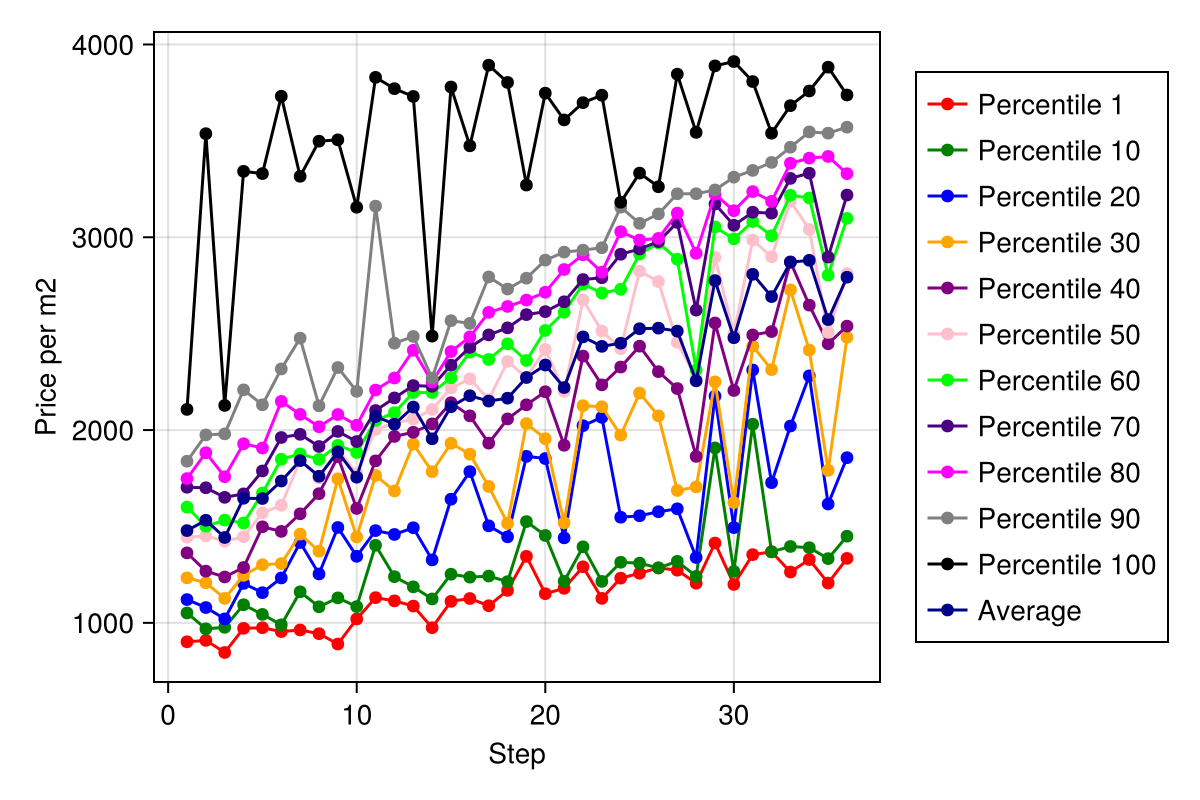 4000
3000
2000
1000
Price per m2
0
10
20
30
Step
Percentile 1
Percentile 10
Percentile 20
Percentile 30
Percentile 40
Percentile 50
Percentile 60
Percentile 70
Percentile 80
Percentile 90
Percentile 100
Average